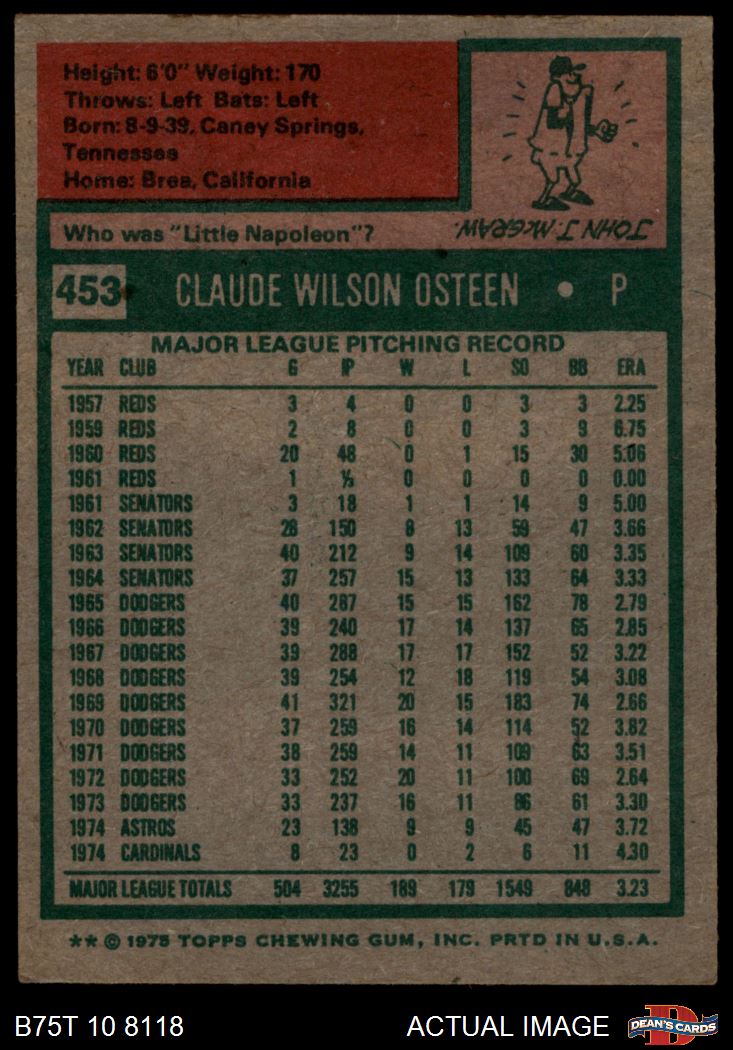 Height: 6'0" Weight: 170
Throws: Left Bats: Left
Born: 8-9-39, Caney Springs,
Tennessee
Home: Brea, California
Who was "Little Napoleon"?
JOHN J. McGRAW.
453 CLAUDE WILSON OSTEEN • P
MAJOR LEAGUE PITCHING RECORD
YEAR CLUB G IP W L SO BB ERA
1957 REDS 3 4 0 0 3 3 2.25
1959 REDS 2 8 0 0 3 9 6.75
1960 REDS 20 48 0 1 15 30 5.06
1961 REDS 1 ⅓ 0 0 0 0 0.00
1961 SENATORS 3 18 1 1 14 9 5.00
1962 SENATORS 28 150 8 13 59 47 3.66
1963 SENATORS 40 212 9 14 109 60 3.35
1964 SENATORS 37 257 15 13 133 64 3.33
1965 DODGERS 40 287 15 15 162 78 2.79
1966 DODGERS 39 240 17 14 137 65 2.85
1967 DODGERS 39 288 17 17 152 52 3.22
1968 DODGERS 39 254 12 18 119 54 3.08
1969 DODGERS 41 321 20 15 183 74 2.66
1970 DODGERS 37 259 16 14 114 52 3.82
1971 DODGERS 38 259 14 11 109 63 3.51
1972 DODGERS 33 252 20 11 100 69 2.64
1973 DODGERS 33 237 16 11 86 61 3.30
1974 ASTROS 23 138 9 9 45 47 3.72
1974 CARDINALS 8 23 0 2 6 11 4.30
MAJOR LEAGUE TOTALS 504 3255 189 179 1549 848 3.23
** © 1975 TOPPS CHEWING GUM, INC. PRTD IN U.S.A.
B75T 10 8118 ACTUAL IMAGE DEAN'S CARDS